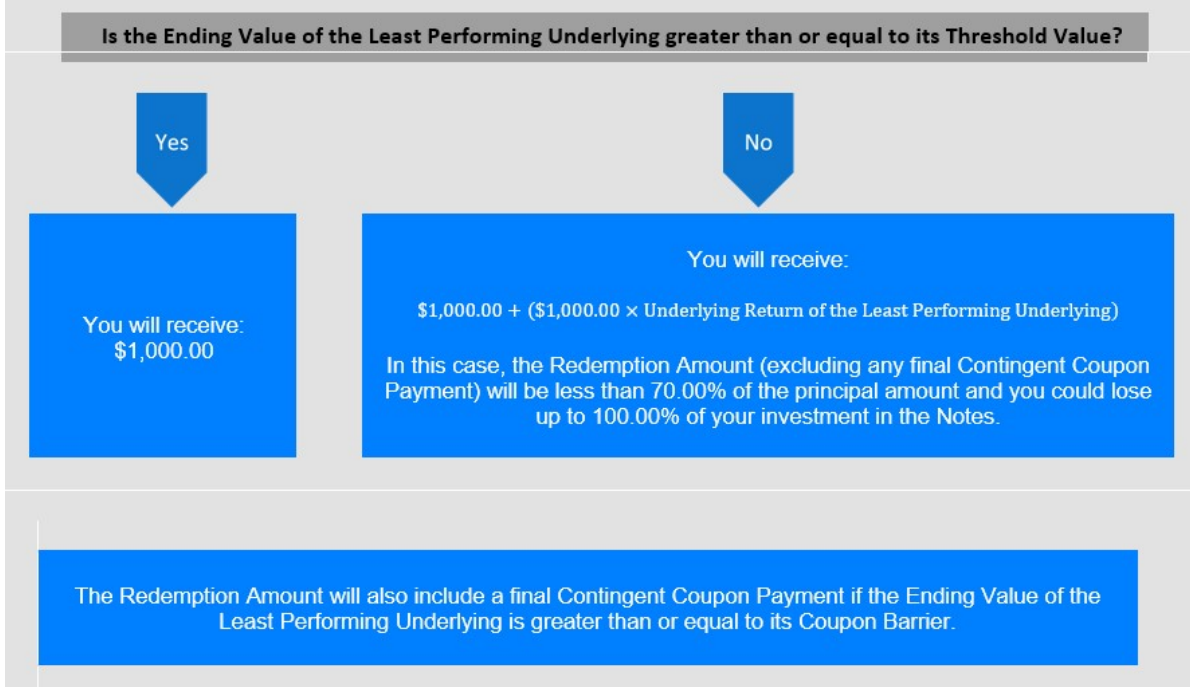 Is the Ending Value of the Least Performing Underlying greater than or equal to its Threshold Value?
Yes
No
You will receive:
$1,000.00
You will receive:
$1,000.00 + ($1,000.00 × Underlying Return of the Least Performing Underlying)
In this case, the Redemption Amount (excluding any final Contingent Coupon
Payment) will be less than 70.00% of the principal amount and you could lose
up to 100.00% of your investment in the Notes.
The Redemption Amount will also include a final Contingent Coupon Payment if the Ending Value of the
Least Performing Underlying is greater than or equal to its Coupon Barrier.